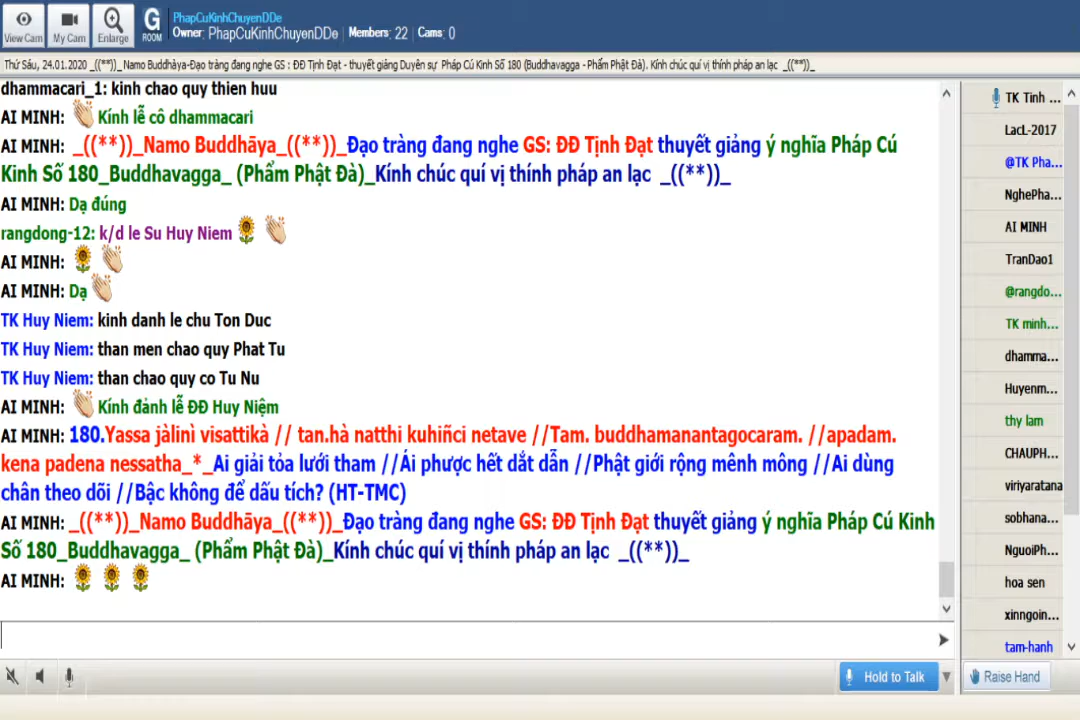 View Cam
My Cam
Enlarge
G
ROOM
PhapCuKinhChuyenDDe
Owner: PhapCuKinhChuyenDDe Members: 22 Cams: 0
Thứ Sáu, 24.01.2020 _((**))_ Namo Buddhàya-Đạo tràng đang nghe GS : ĐĐ Tịnh Đạt - thuyết giảng Duyên sự Pháp Cú Kinh Số 180 (Buddhavagga - Phẩm Phật Đà). Kính chúc quí vị thính pháp an lạc _((**))_
dhammacari_1: kinh chao quy thien huu
AI MINH: Kính lễ cô dhammacari
AI MINH: _((**))_Namo Buddhāya_((**))_Đạo tràng đang nghe GS: ĐĐ Tịnh Đạt thuyết giảng ý nghĩa Pháp Cú
Kinh Số 180_Buddhavagga_ (Phẩm Phật Đà)_Kính chúc quí vị thính pháp an lạc _((**))_
AI MINH: Dạ đúng
rangdong-12: k/d le Su Huy Niem
AI MINH:
AI MINH: Dạ
TK Huy Niem: kinh danh le chu Ton Duc
TK Huy Niem: than men chao quy Phat Tu
TK Huy Niem: than chao quy co Tu Nu
AI MINH: Kính đảnh lễ ĐĐ Huy Niệm
AI MINH: 180.Yassa jàlinì visattikà // tan.hà natthi kuhiñci netave //Tam. buddhamanantagocaram. //apadam.
kena padena nessatha_*_Ai giải tỏa lưới tham //Ái phược hết dắt dẫn //Phật giới rộng mênh mông //Ai dùng
chân theo dõi //Bậc không để dấu tích? (HT-TMC)
AI MINH: _((**))_Namo Buddhāya_((**))_Đạo tràng đang nghe GS: ĐĐ Tịnh Đạt thuyết giảng ý nghĩa Pháp Cú Kinh
Số 180_Buddhavagga_ (Phẩm Phật Đà)_Kính chúc quí vị thính pháp an lạc _((**))_
AI MINH:
TK Tinh ...
LacL-2017
@TK Pha...
NghePha...
AI MINH
TranDao1
@rangdo...
TK minh...
dhamma...
Huyenm...
thy lam
CHAUPH...
viriyaratana
sobhana...
NguoiPh...
hoa sen
xinngoin...
tam-hanh
Hold to Talk
Raise Hand